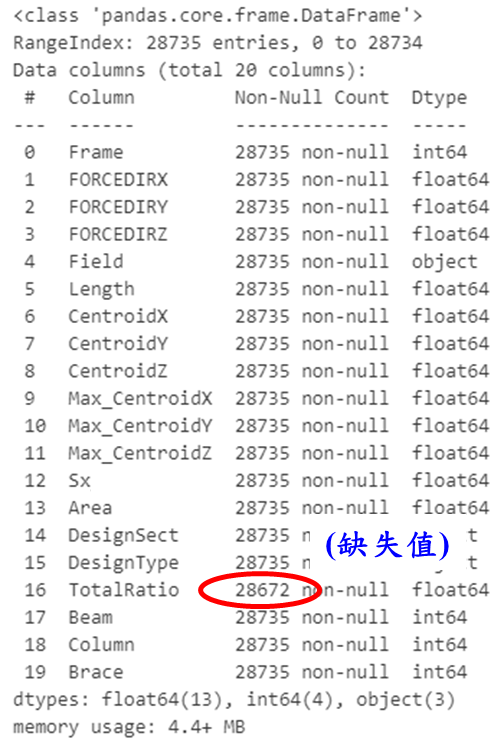 <class 'pandas.core.frame.DataFrame'>
RangeIndex: 28735 entries, 0 to 28734
Data columns (total 20 columns):
 #   Column         Non-Null Count  Dtype
---  ------         --------------  -----
 0   Frame          28735 non-null  int64
 1   FORCEDIRX      28735 non-null  float64
 2   FORCEDIRY      28735 non-null  float64
 3   FORCEDIRZ      28735 non-null  float64
 4   Field          28735 non-null  object
 5   Length         28735 non-null  float64
 6   CentroidX      28735 non-null  float64
 7   CentroidY      28735 non-null  float64
 8   CentroidZ      28735 non-null  float64
 9   Max_CentroidX  28735 non-null  float64
 10  Max_CentroidY  28735 non-null  float64
 11  Max_CentroidZ  28735 non-null  float64
 12  Sx             28735 non-null  float64
 13  Area           28735 non-null  float64
 14  DesignSect     28735
(缺失值)
 15  DesignType     28735
 16  TotalRatio     28672 non-null  float64
 17  Beam           28735 non-null  int64
 18  Column         28735 non-null  int64
 19  Brace          28735 non-null  int64
dtypes: float64(13), int64(4), object(3)
memory usage: 4.4+ MB